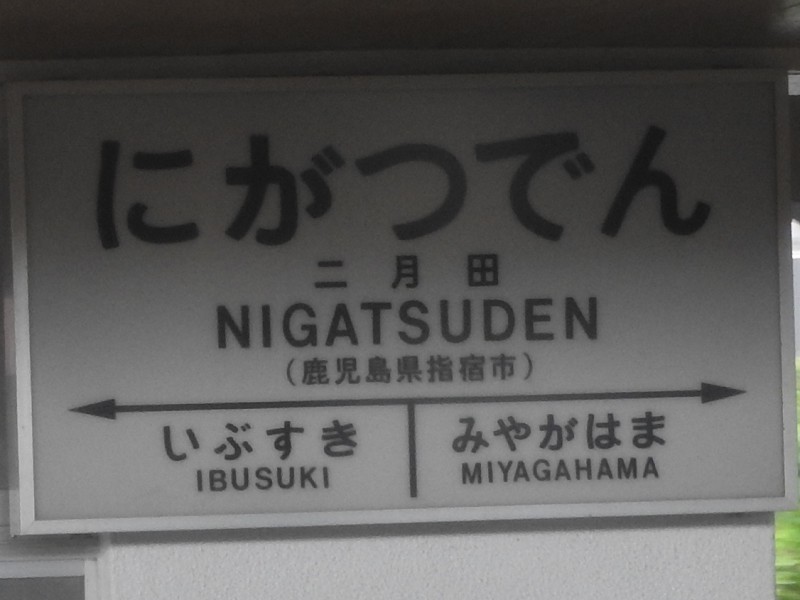 にがつでん
二月田
NIGATSUDEN
(鹿児島県指宿市)
いぶすき みやがはま
IBUSUKI MIYAGAHAMA